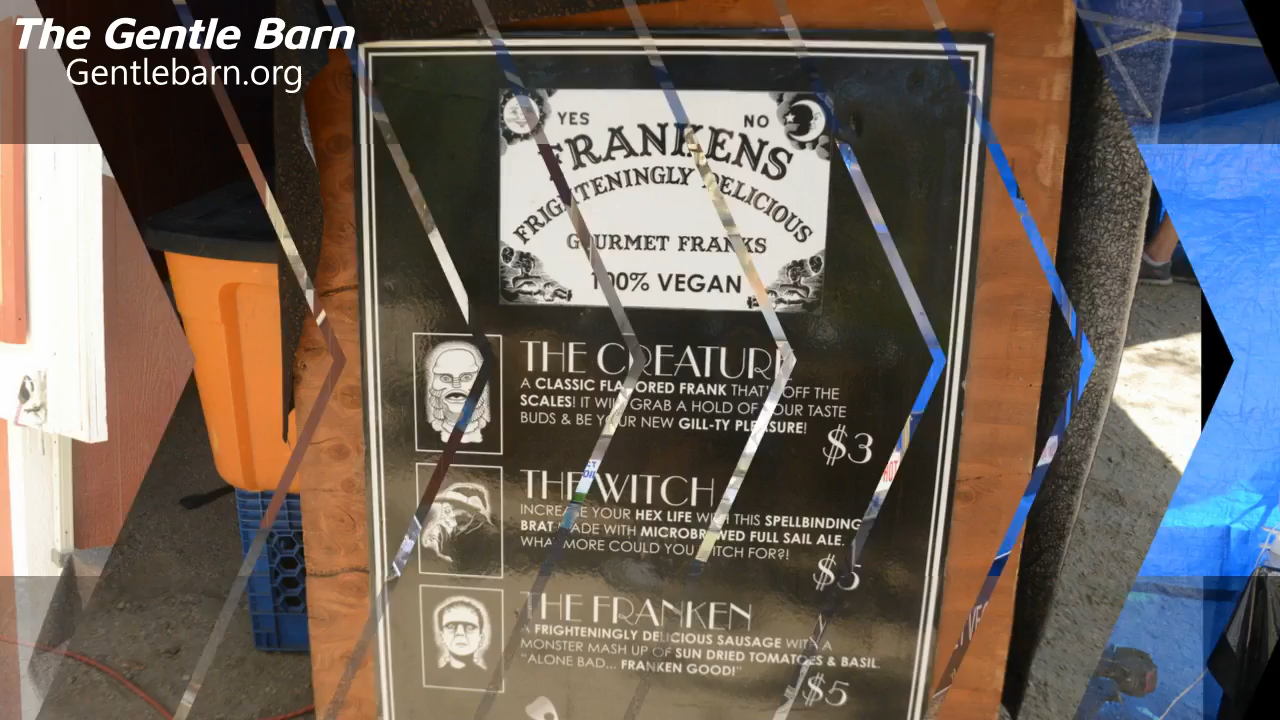 The Gentle Barn
Gentlebarn.org
YES NO
FRANKENS
FRIGHTENINGLY DELICIOUS
GOURMET FRANKS
100% VEGAN
THE CREATURE
A CLASSIC FLAVORED FRANK THAT'S OFF THE
SCALES! IT WILL GRAB A HOLD OF YOUR TASTE
BUDS & BE YOUR NEW GILL-TY PLEASURE!
$3
THE WITCH
INCREASE YOUR HEX LIFE WITH THIS SPELLBINDING
BRAT MADE WITH MICROBREWED FULL SAIL ALE.
WHAT MORE COULD YOU WITCH FOR?!
$5
THE FRANKEN
A FRIGHTENINGLY DELICIOUS SAUSAGE WITH A
MONSTER MASH UP OF SUN DRIED TOMATOES & BASIL.
"ALONE BAD... FRANKEN GOOD!"
$5
HOT